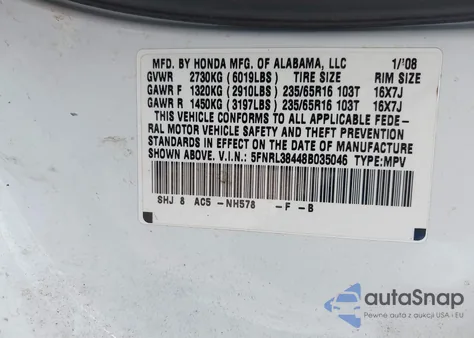 MFD. BY HONDA MFG. OF ALABAMA, LLC 1/'08
GVWR 2730KG (6019LBS) TIRE SIZE RIM SIZE
GAWR F 1320KG (2910LBS) 235/65R16 103T 16X7J
GAWR R 1450KG (3197LBS) 235/65R16 103T 16X7J
THIS VEHICLE CONFORMS TO ALL APPLICABLE FEDE-
RAL MOTOR VEHICLE SAFETY AND THEFT PREVENTION
STANDARDS IN EFFECT ON THE DATE OF MANUFACTURE
SHOWN ABOVE. V.I.N.: 5FNRL38448B035046 TYPE:MPV
SHJ 8 AC5 -NH578 -F -B
autoSnap
Pewne auta z USA i EU